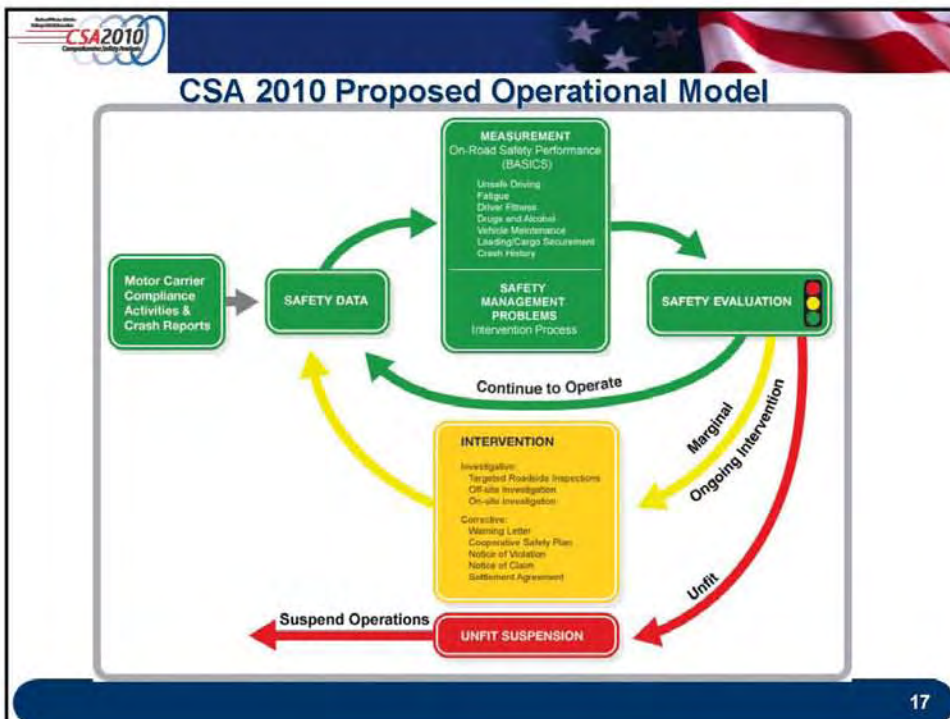 CSA2010
Comprehensive Safety Analysis
CSA 2010 Proposed Operational Model
MEASUREMENT
On-Road Safety Performance
(BASICS)
Unsafe Driving
Fatigue
Driver Fitness
Drugs and Alcohol
Vehicle Maintenance
Loading/Cargo Securement
Crash History
SAFETY
MANAGEMENT
PROBLEMS
Intervention Process
Motor Carrier
Compliance
Activities &
Crash Reports
SAFETY DATA
SAFETY EVALUATION
Continue to Operate
Marginal
Ongoing Intervention
Unfit
INTERVENTION
Investigative:
Targeted Roadside Inspections
Off-site Investigation
On-site Investigation
Corrective:
Warning Letter
Cooperative Safety Plan
Notice of Violation
Notice of Claim
Settlement Agreement
Suspend Operations
UNFIT SUSPENSION
17